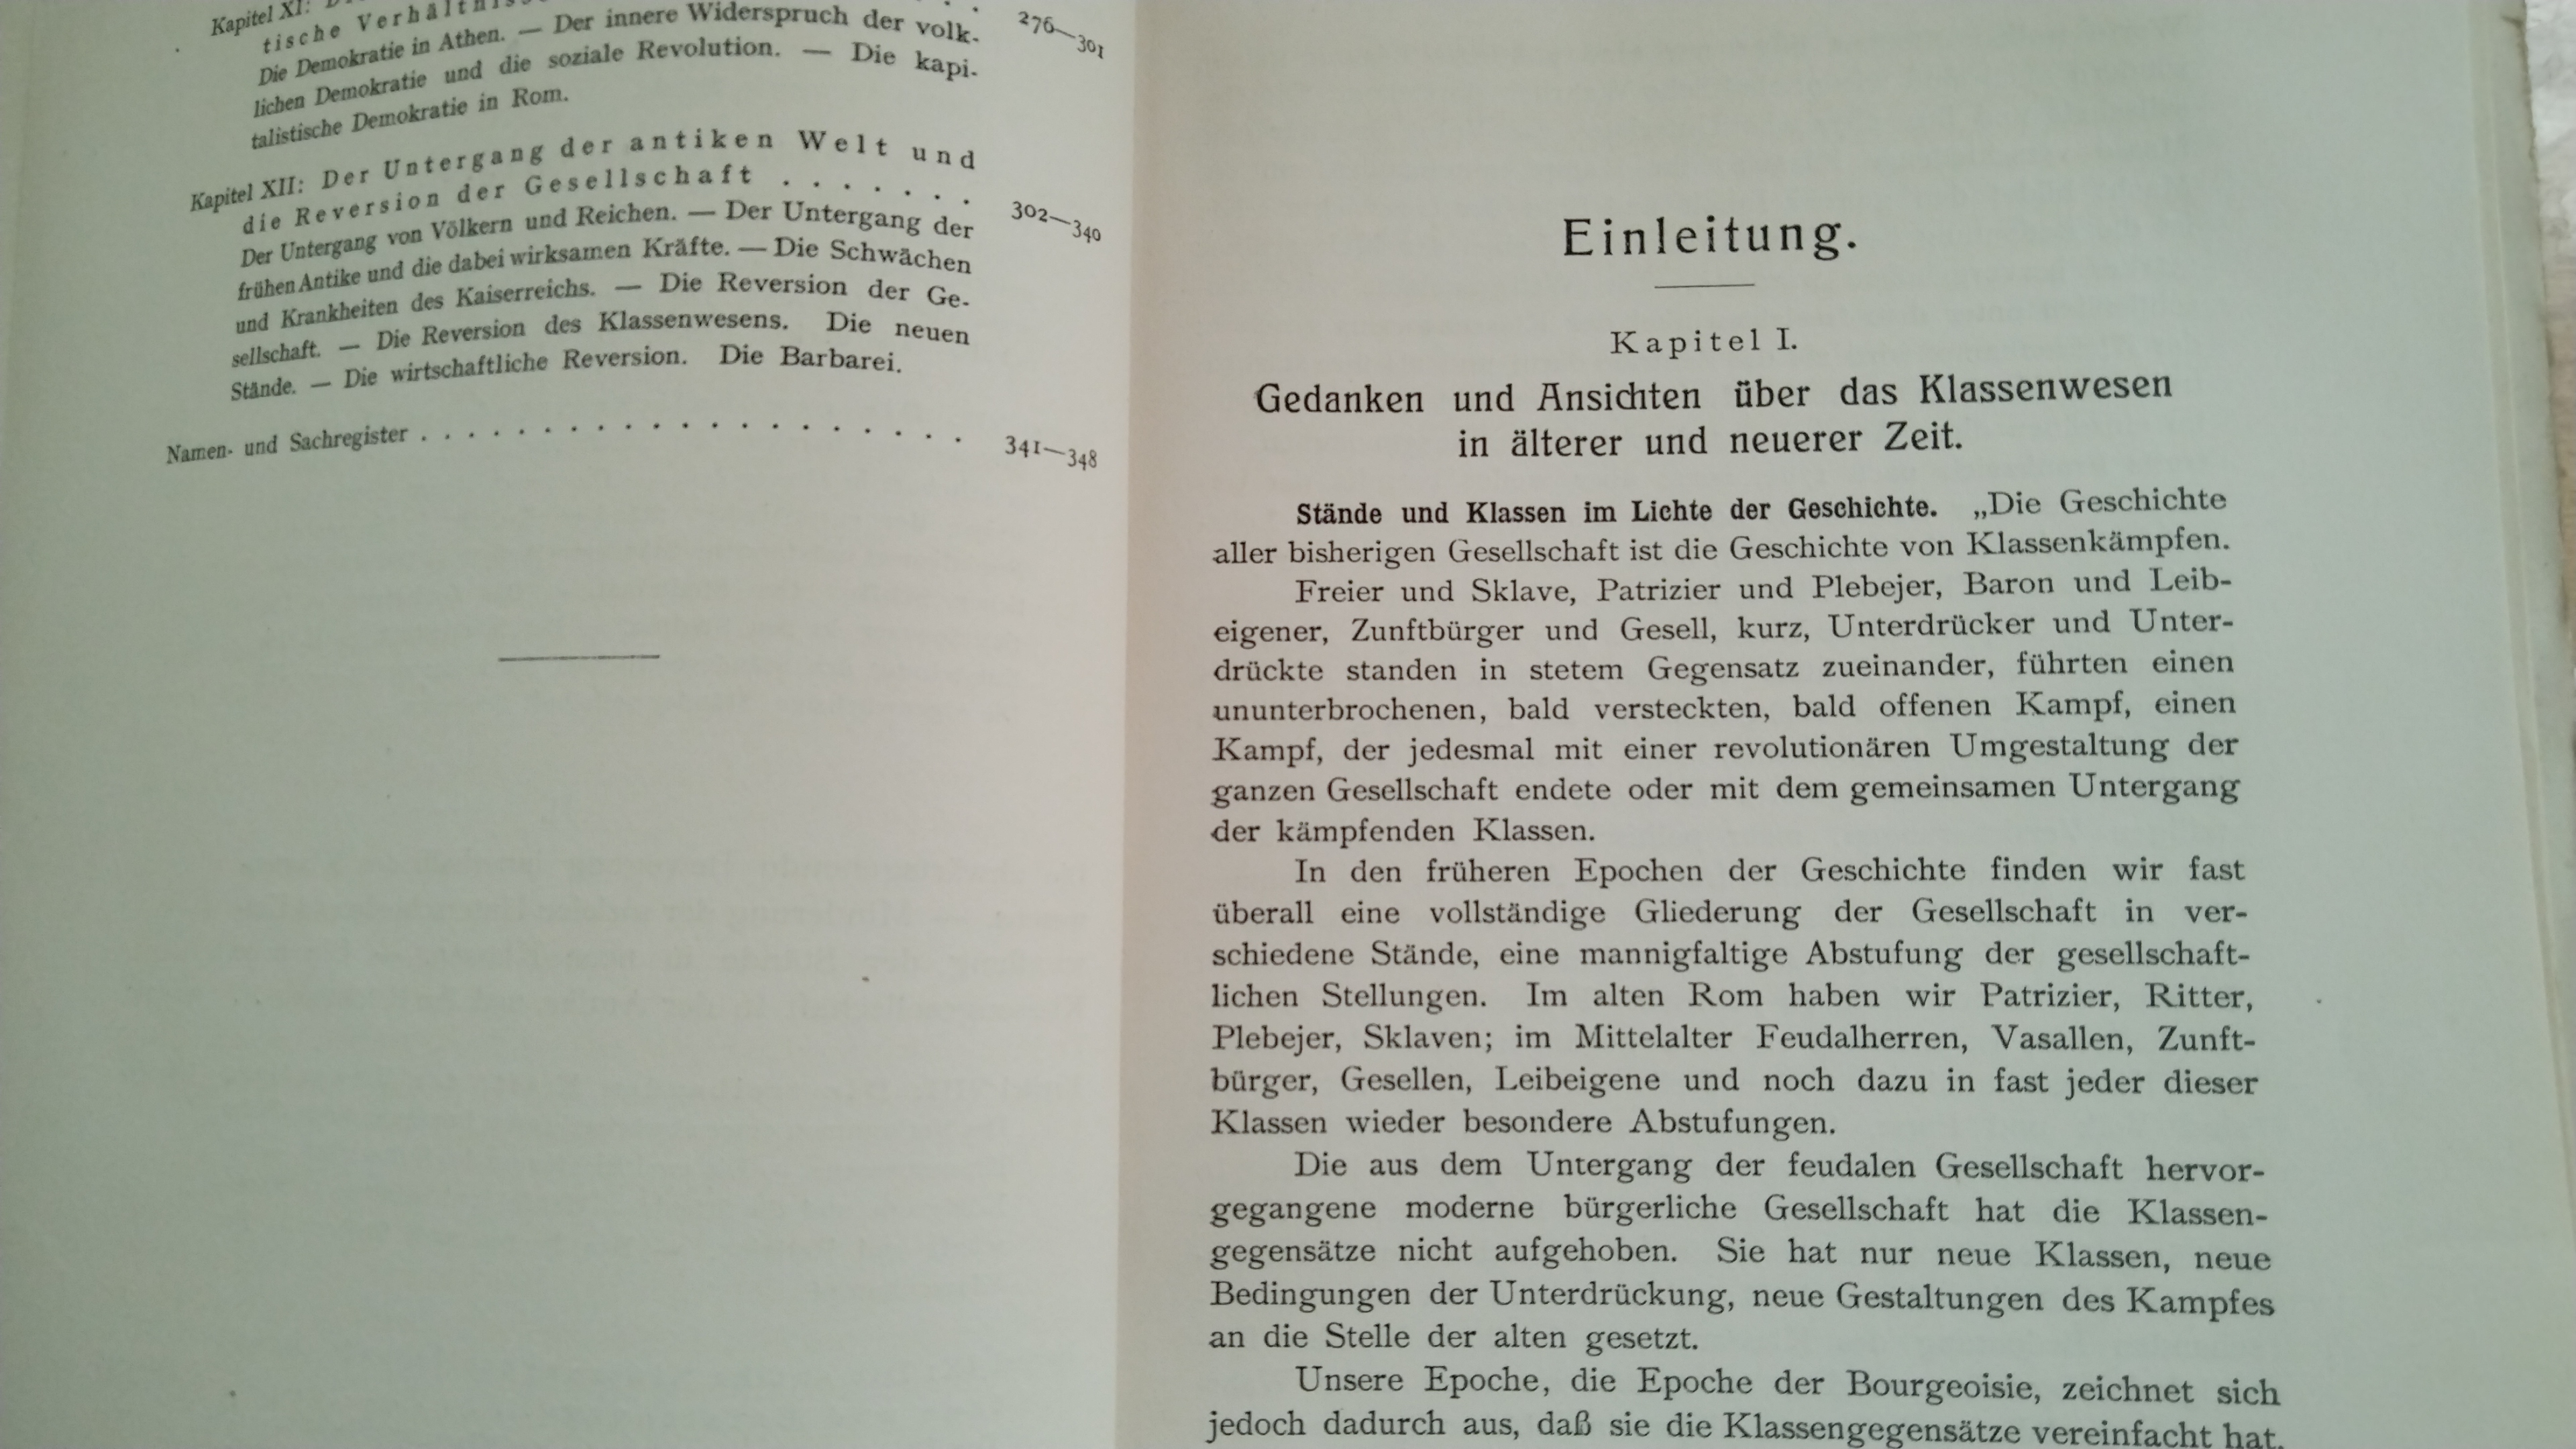 Kapitel XI:
tische
276—301
Die Demokratie in Athen. — Der innere Widerspruch der volk-
lichen Demokratie und die soziale Revolution. — Die kapi-
talistische Demokratie in Rom.
Kapitel XII: Der Untergang der antiken Welt und
die Reversion der Gesellschaft . . . . . . . 302—340
Der Untergang von Völkern und Reichen. — Der Untergang der
frühen Antike und die dabei wirksamen Kräfte. — Die Schwächen
und Krankheiten des Kaiserreichs. — Die Reversion der Ge-
sellschaft. — Die Reversion des Klassenwesens. Die neuen
Stände. — Die wirtschaftliche Reversion. Die Barbarei.
Namen- und Sachregister . . . . . . . . . . . . . . . . . . . . 341—348
Einleitung.
Kapitel I.
Gedanken und Ansichten über das Klassenwesen
in älterer und neuerer Zeit.
Stände und Klassen im Lichte der Geschichte. „Die Geschichte
aller bisherigen Gesellschaft ist die Geschichte von Klassenkämpfen.
Freier und Sklave, Patrizier und Plebejer, Baron und Leib-
eigener, Zunftbürger und Gesell, kurz, Unterdrücker und Unter-
drückte standen in stetem Gegensatz zueinander, führten einen
ununterbrochenen, bald versteckten, bald offenen Kampf, einen
Kampf, der jedesmal mit einer revolutionären Umgestaltung der
ganzen Gesellschaft endete oder mit dem gemeinsamen Untergang
der kämpfenden Klassen.
In den früheren Epochen der Geschichte finden wir fast
überall eine vollständige Gliederung der Gesellschaft in ver-
schiedene Stände, eine mannigfaltige Abstufung der gesellschaft-
lichen Stellungen. Im alten Rom haben wir Patrizier, Ritter,
Plebejer, Sklaven; im Mittelalter Feudalherren, Vasallen, Zunft-
bürger, Gesellen, Leibeigene und noch dazu in fast jeder dieser
Klassen wieder besondere Abstufungen.
Die aus dem Untergang der feudalen Gesellschaft hervor-
gegangene moderne bürgerliche Gesellschaft hat die Klassen-
gegensätze nicht aufgehoben. Sie hat nur neue Klassen, neue
Bedingungen der Unterdrückung, neue Gestaltungen des Kampfes
an die Stelle der alten gesetzt.
Unsere Epoche, die Epoche der Bourgeoisie, zeichnet sich
jedoch dadurch aus, daß sie die Klassengegensätze vereinfacht hat.